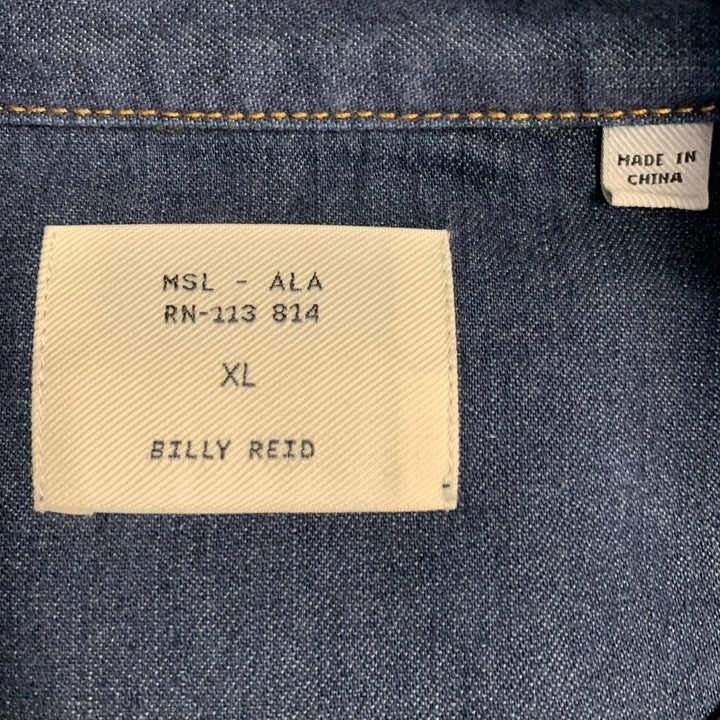 MADE IN
CHINA
MSL - ALA
RN-113 814
XL
BILLY REID